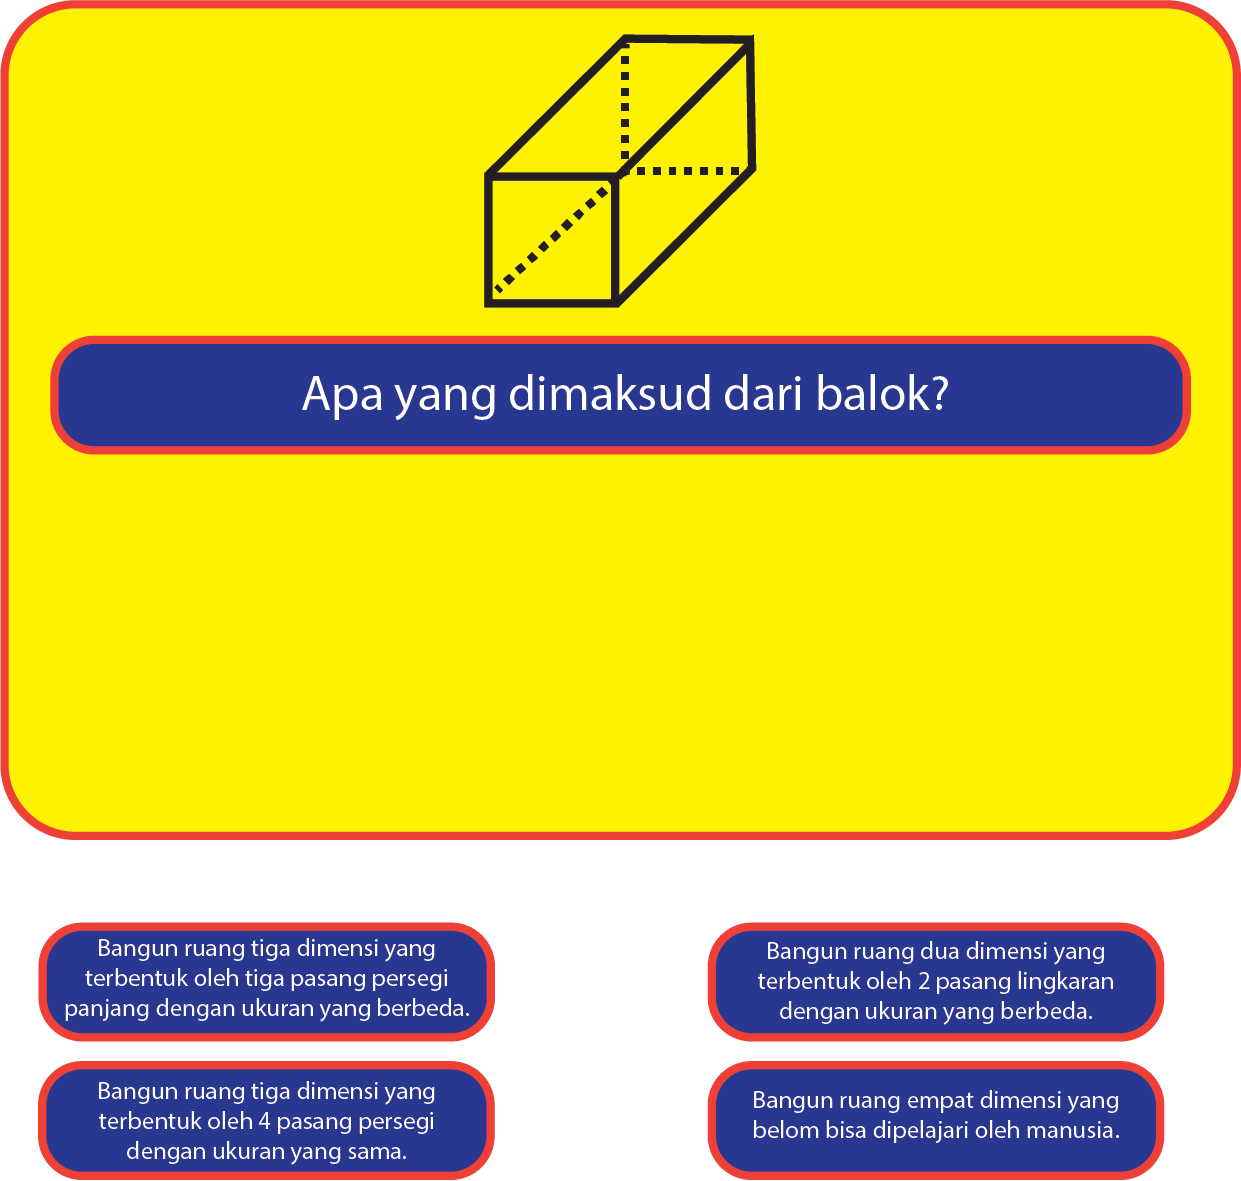 Apa yang dimaksud dari balok?
Bangun ruang tiga dimensi yang
terbentuk oleh tiga pasang persegi
panjang dengan ukuran yang berbeda.
Bangun ruang dua dimensi yang
terbentuk oleh 2 pasang lingkaran
dengan ukuran yang berbeda.
Bangun ruang tiga dimensi yang
terbentuk oleh 4 pasang persegi
dengan ukuran yang sama.
Bangun ruang empat dimensi yang
belom bisa dipelajari oleh manusia.